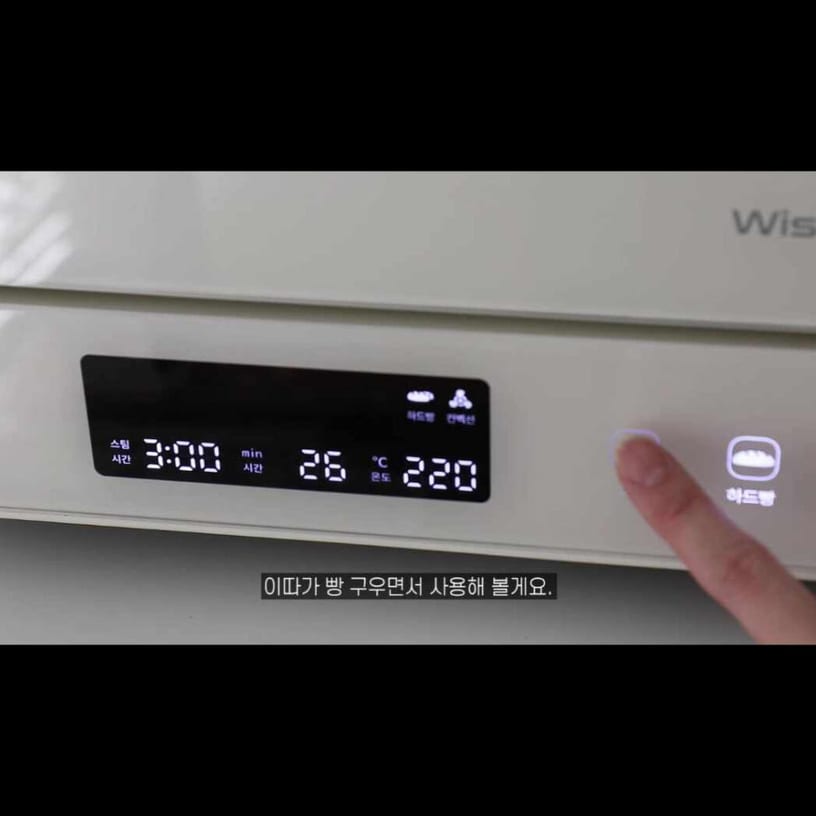 Wis
하드빵 컨벡션
스팀
시간 3:00 min
시간 26 °C
온도 220
하드빵
이따가 빵 구우면서 사용해 볼게요.